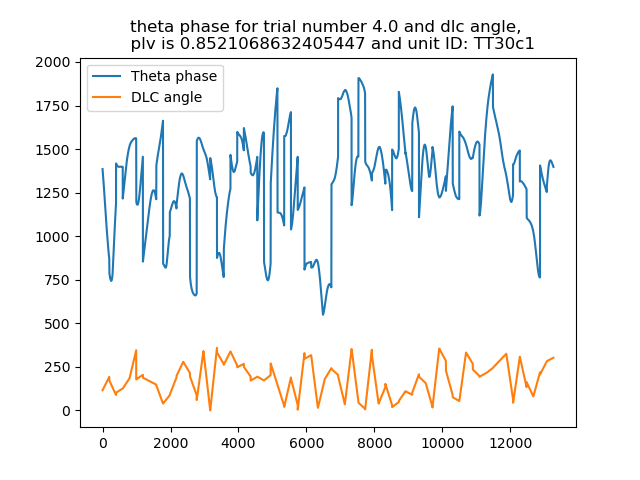 theta phase for trial number 4.0 and dlc angle,
plv is 0.8521068632405447 and unit ID: TT30c1
Theta phase
DLC angle
2000
1750
1500
1250
1000
750
500
250
0
0 2000 4000 6000 8000 10000 12000